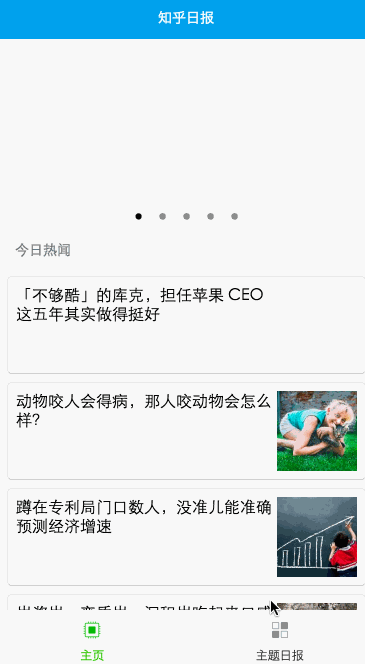 知乎日报
今日热闻
「不够酷」的库克，担任苹果 CEO
这五年其实做得挺好
动物咬人会得病，那人咬动物会怎么
样？
蹲在专利局门口数人，没准儿能准确
预测经济增速
主页
主题日报